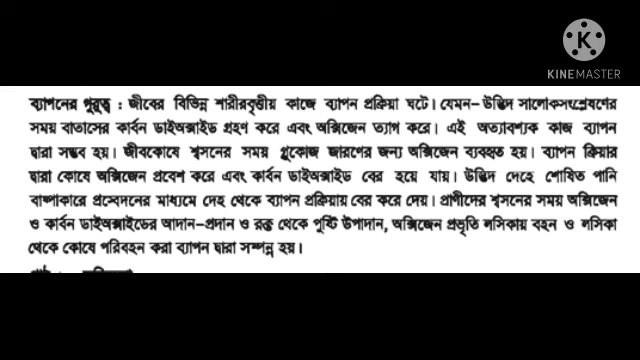 KINEMASTER
ব্যাপনের গুরুত্ব : জীবের বিভিন্ন শারীরবৃত্তীয় কাজে ব্যাপন প্রক্রিয়া ঘটে। যেমন– উদ্ভিদ সালোকসংশ্লেষণের
সময় বাতাসের কার্বন ডাইঅক্সাইড গ্রহণ করে এবং অক্সিজেন ত্যাগ করে। এই অত্যাবশ্যক কাজ ব্যাপন
দ্বারা সম্ভব হয়। জীবকোষে শ্বসনের সময় গ্লুকোজ জারণের জন্য অক্সিজেন ব্যবহৃত হয়। ব্যাপন ক্রিয়ার
দ্বারা কোষে অক্সিজেন প্রবেশ করে এবং কার্বন ডাইঅক্সাইড বের হয়ে যায়। উদ্ভিদ দেহে শোষিত পানি
বাষ্পাকারে প্রস্বেদনের মাধ্যমে দেহ থেকে ব্যাপন প্রক্রিয়ায় বের করে দেয়। প্রাণীদের শ্বসনের সময় অক্সিজেন
ও কার্বন ডাইঅক্সাইডের আদান–প্রদান ও রক্ত থেকে পুষ্টি উপাদান, অক্সিজেন প্রভৃতি লসিকায় বহন ও লসিকা
থেকে কোষে পরিবহন করা ব্যাপন দ্বারা সম্পন্ন হয়।